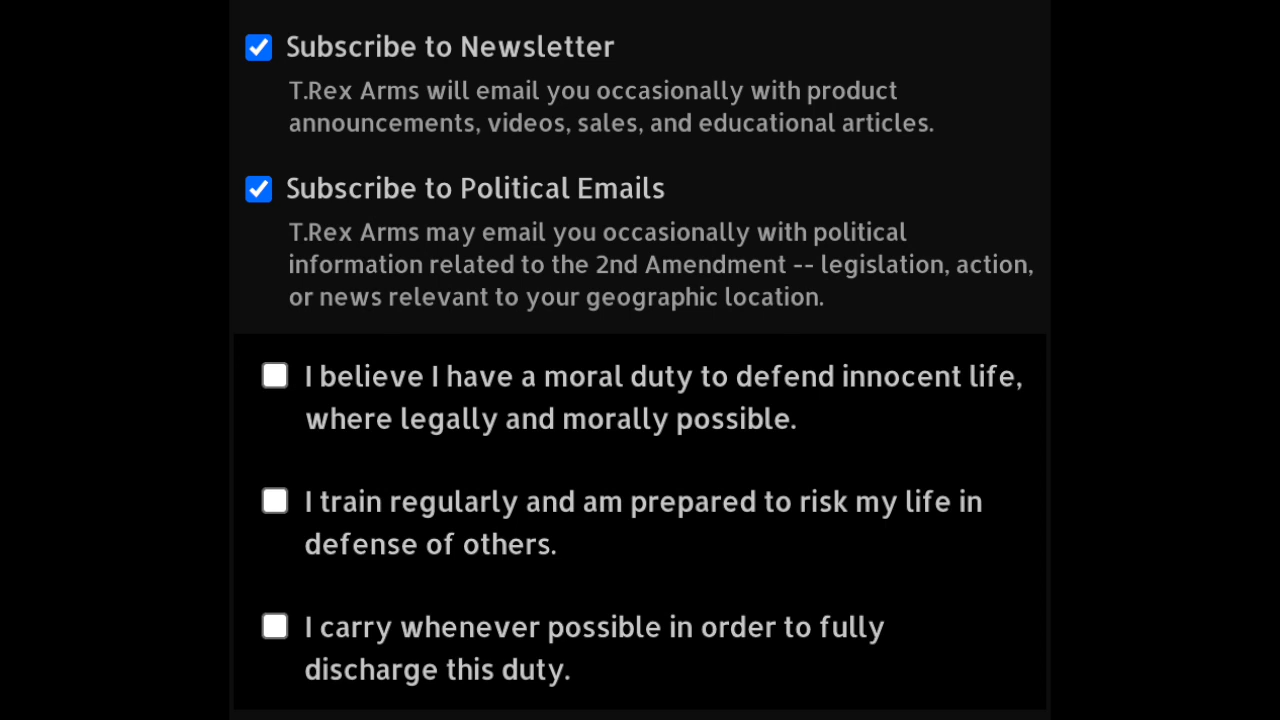 Subscribe to Newsletter
T.Rex Arms will email you occasionally with product
announcements, videos, sales, and educational articles.
Subscribe to Political Emails
T.Rex Arms may email you occasionally with political
information related to the 2nd Amendment -- legislation, action,
or news relevant to your geographic location.
I believe I have a moral duty to defend innocent life,
where legally and morally possible.
I train regularly and am prepared to risk my life in
defense of others.
I carry whenever possible in order to fully
discharge this duty.